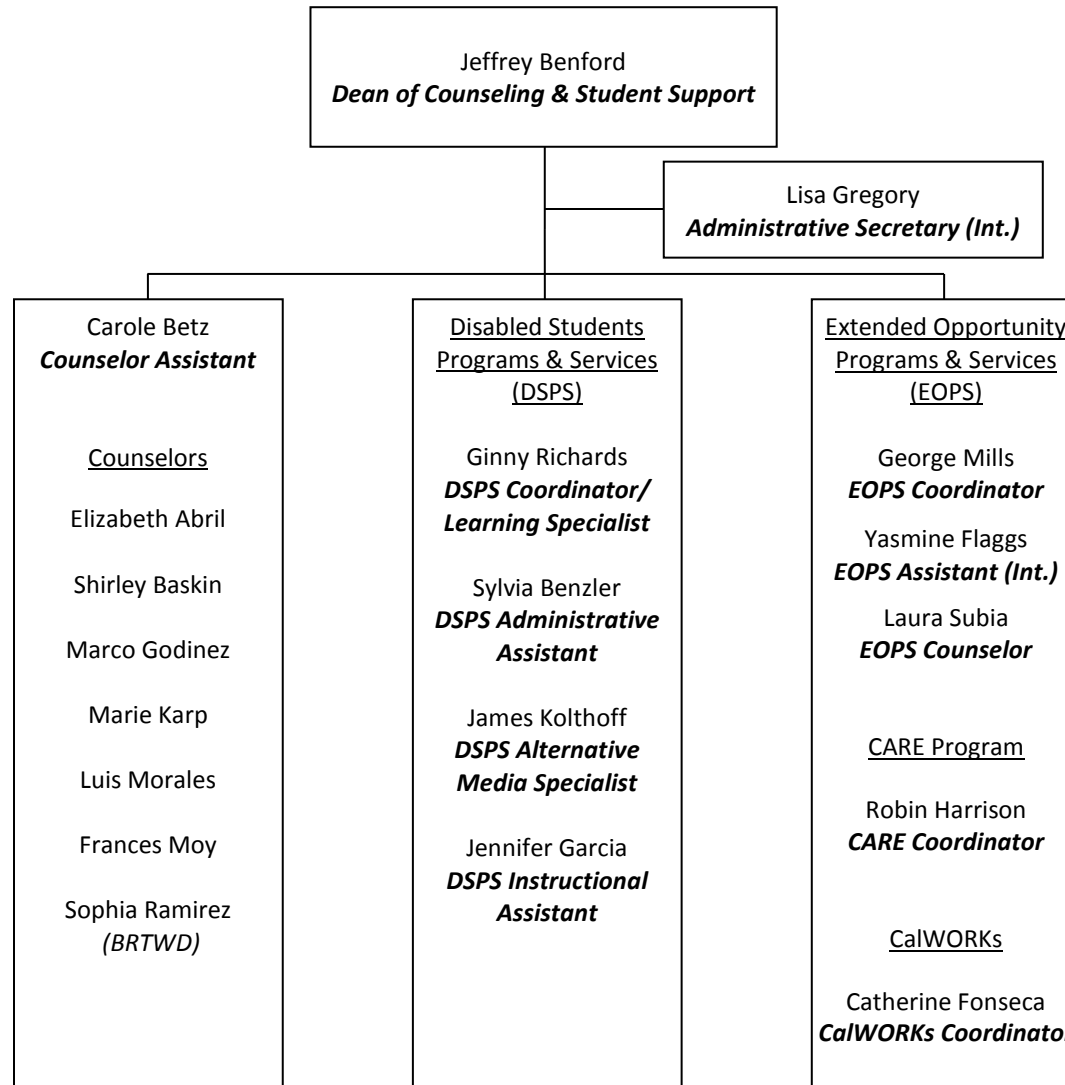 Jeffrey Benford
Dean of Counseling & Student Support
Lisa Gregory
Administrative Secretary (Int.)
Carole Betz
Counselor Assistant
Counselors
Elizabeth Abril
Shirley Baskin
Marco Godinez
Marie Karp
Luis Morales
Frances Moy
Sophia Ramirez
(BRTWD)
Disabled Students
Programs & Services
(DSPS)
Ginny Richards
DSPS Coordinator/
Learning Specialist
Sylvia Benzler
DSPS Administrative
Assistant
James Kolthoff
DSPS Alternative
Media Specialist
Jennifer Garcia
DSPS Instructional
Assistant
Extended Opportunity
Programs & Services
(EOPS)
George Mills
EOPS Coordinator
Yasmine Flaggs
EOPS Assistant (Int.)
Laura Subia
EOPS Counselor
CARE Program
Robin Harrison
CARE Coordinator
CalWORKs
Catherine Fonseca
CalWORKs Coordinator